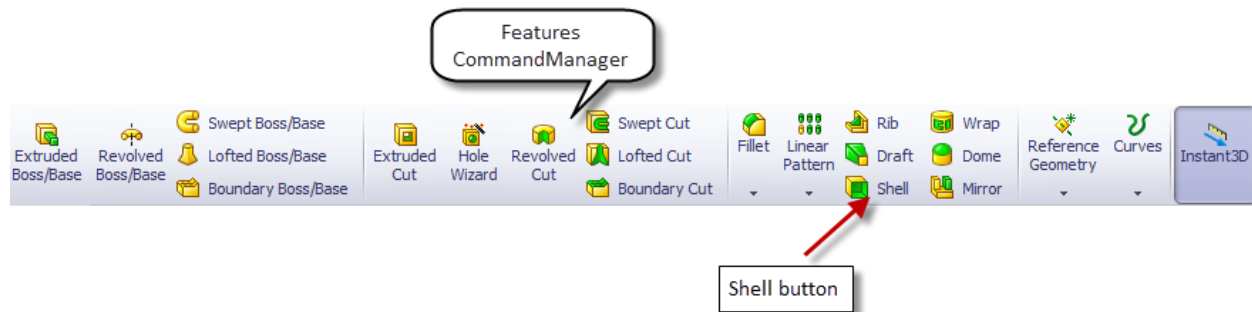 Features
CommandManager
Extruded
Boss/Base
Revolved
Boss/Base
Swept Boss/Base
Lofted Boss/Base
Boundary Boss/Base
Extruded
Cut
Hole
Wizard
Revolved
Cut
Swept Cut
Lofted Cut
Boundary Cut
Fillet
Linear
Pattern
Rib
Draft
Shell
Wrap
Dome
Mirror
Reference
Geometry
Curves
Instant3D
Shell button